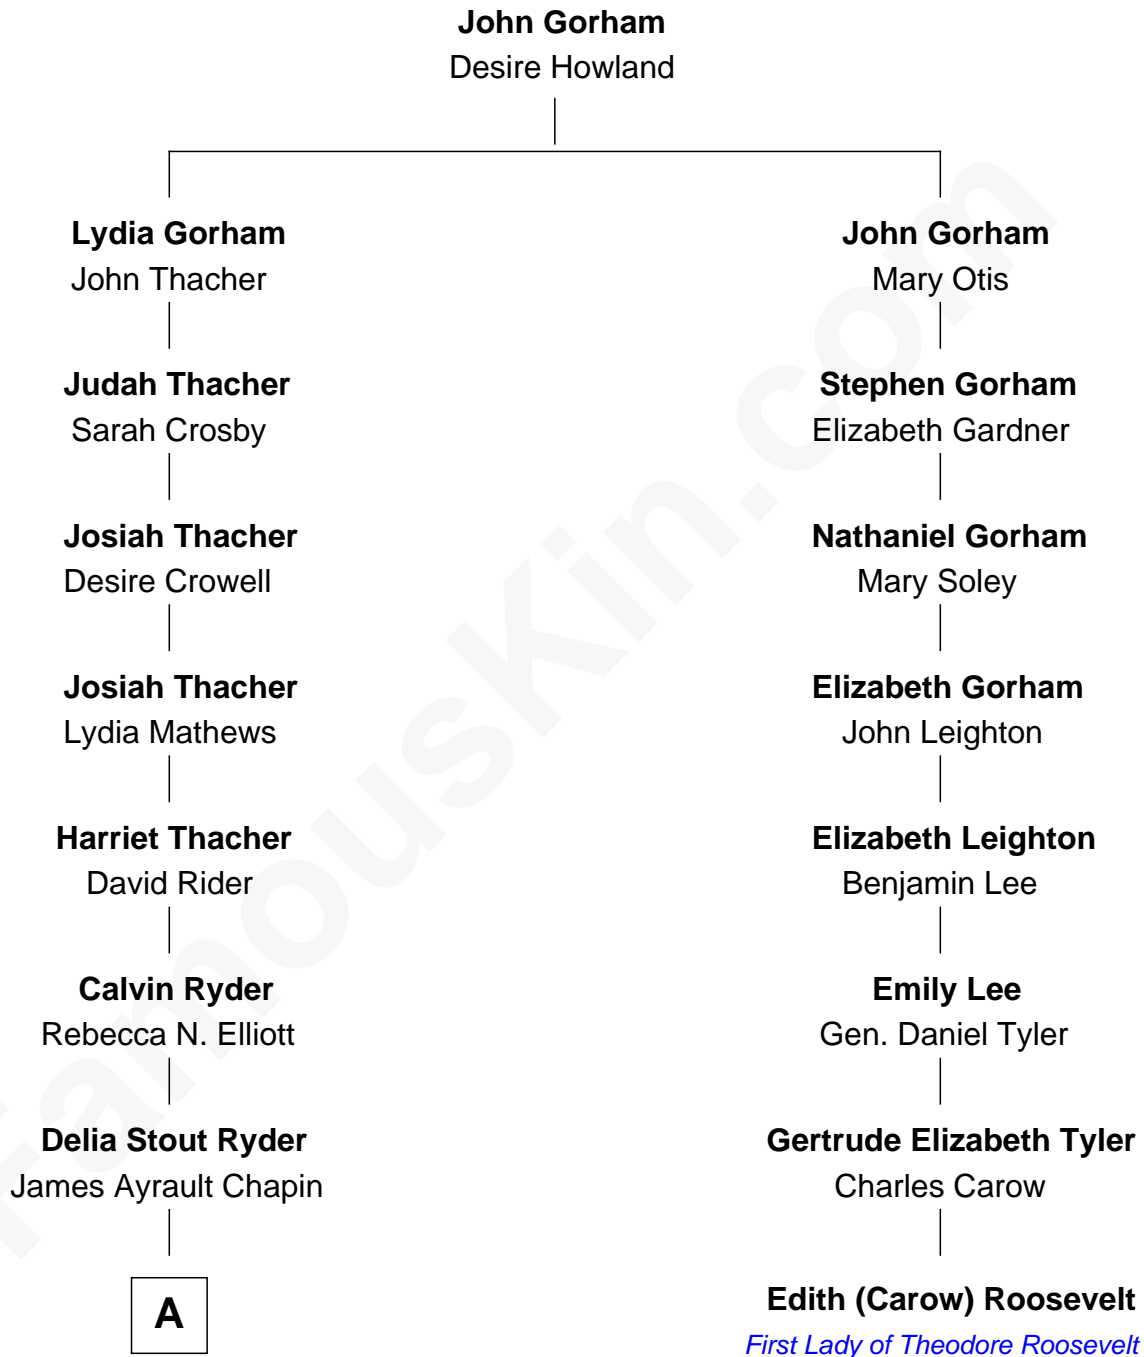 John Gorham
Desire Howland
Lydia Gorham
John Thacher
John Gorham
Mary Otis
Judah Thacher
Sarah Crosby
Stephen Gorham
Elizabeth Gardner
Josiah Thacher
Desire Crowell
Nathaniel Gorham
Mary Soley
Josiah Thacher
Lydia Mathews
Elizabeth Gorham
John Leighton
Harriet Thacher
David Rider
Elizabeth Leighton
Benjamin Lee
Calvin Ryder
Rebecca N. Elliott
Emily Lee
Gen. Daniel Tyler
Delia Stout Ryder
James Ayrault Chapin
Gertrude Elizabeth Tyler
Charles Carow
A
Edith (Carow) Roosevelt
First Lady of Theodore Roosevelt
FamousKin.com